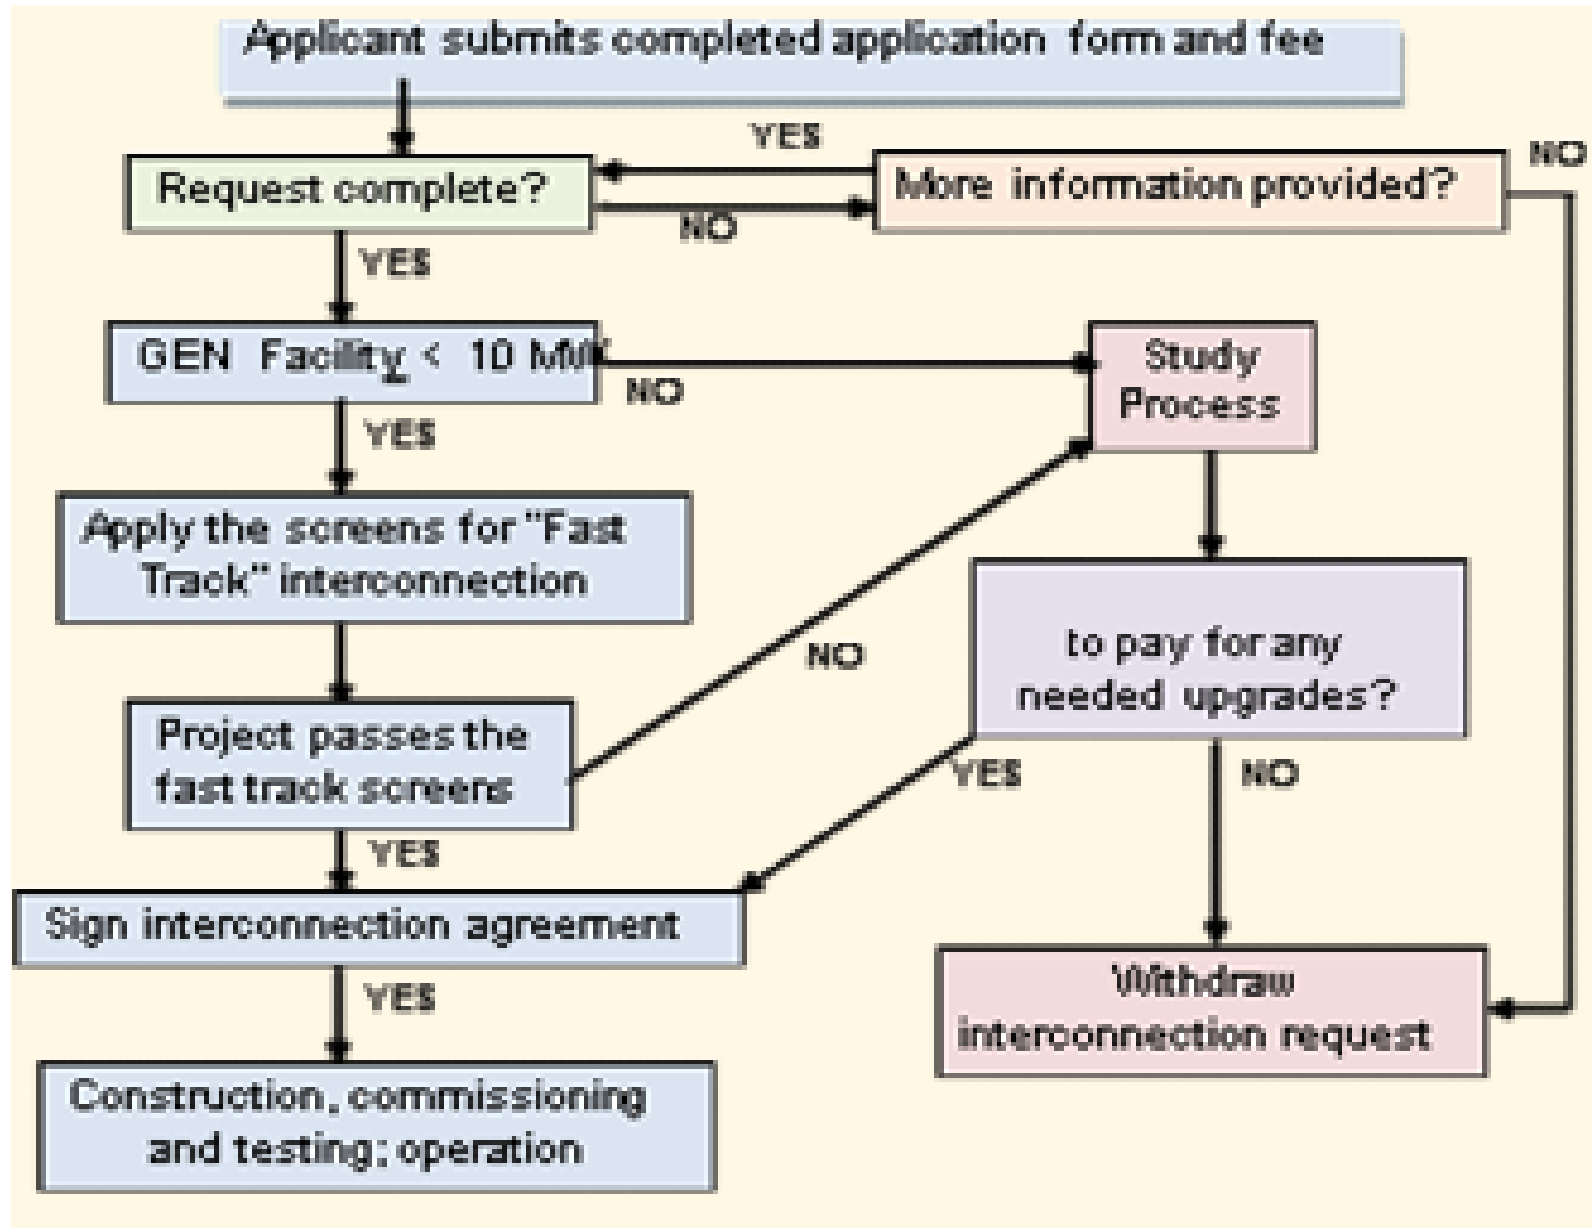 Applicant submits completed application form and fee
YES
NO
Request complete?
More information provided?
NO
YES
GEN Facility < 10 MW
NO
Study
Process
YES
Apply the screens for "Fast
Track" interconnection
NO
to pay for any
needed upgrades?
Project passes the
fast track screens
YES
NO
YES
Sign interconnection agreement
YES
Withdraw
interconnection request
Construction, commissioning
and testing; operation